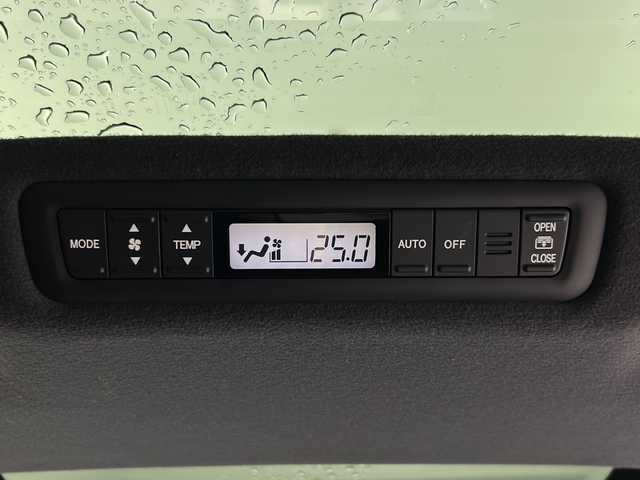 MODE
TEMP
25.0
AUTO
OFF
OPEN
CLOSE